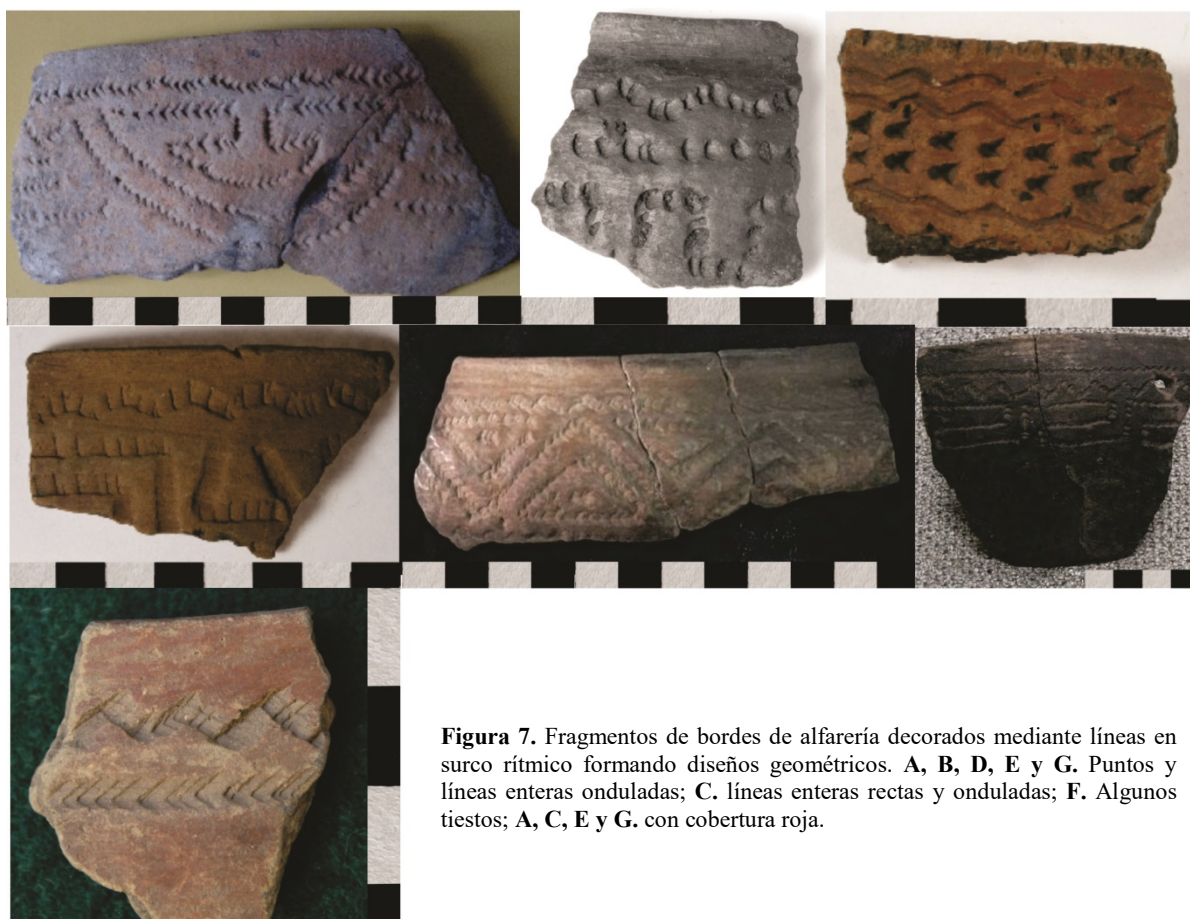 Figura 7. Fragmentos de bordes de alfarería decorados mediante líneas en
surco rítmico formando diseños geométricos. A, B, D, E y G. Puntos y
líneas enteras onduladas; C. líneas enteras rectas y onduladas; F. Algunos
tiestos; A, C, E y G. con cobertura roja.